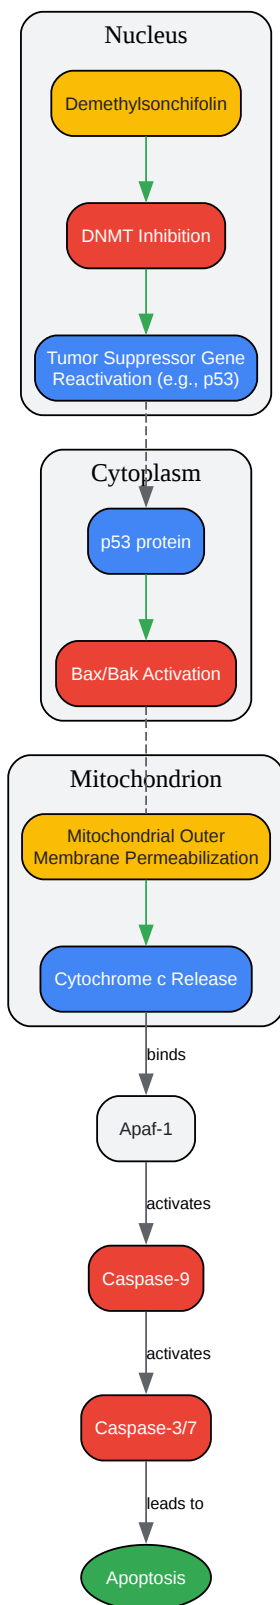 Nucleus
Demethylsonchifolin
DNMT Inhibition
Tumor Suppressor Gene
Reactivation (e.g., p53)
Cytoplasm
p53 protein
Bax/Bak Activation
Mitochondrion
Mitochondrial Outer
Membrane Permeabilization
Cytochrome c Release
binds
Apaf-1
activates
Caspase-9
activates
Caspase-3/7
leads to
Apoptosis